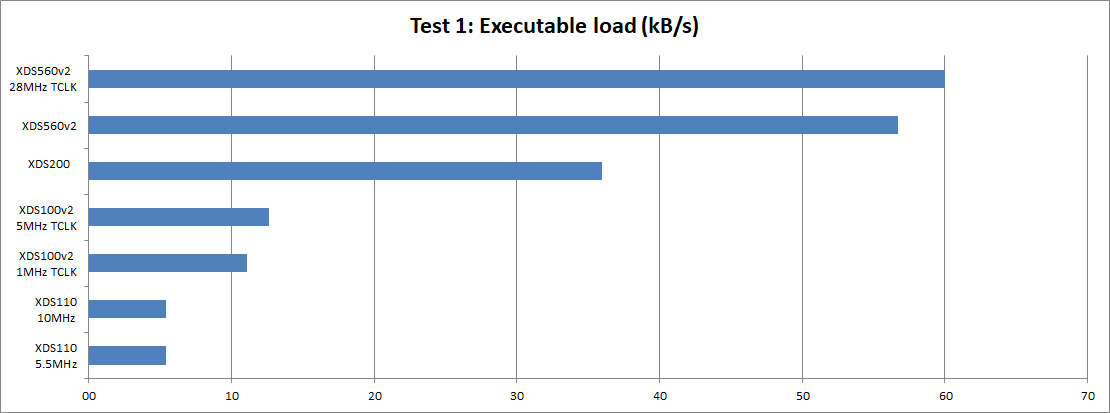 Test 1: Executable load (kB/s)
XDS560v2
28MHz TCLK
XDS560v2
XDS200
XDS100v2
5MHz TCLK
XDS100v2
1MHz TCLK
XDS110
10MHz
XDS110
5.5MHz
00 10 20 30 40 50 60 70